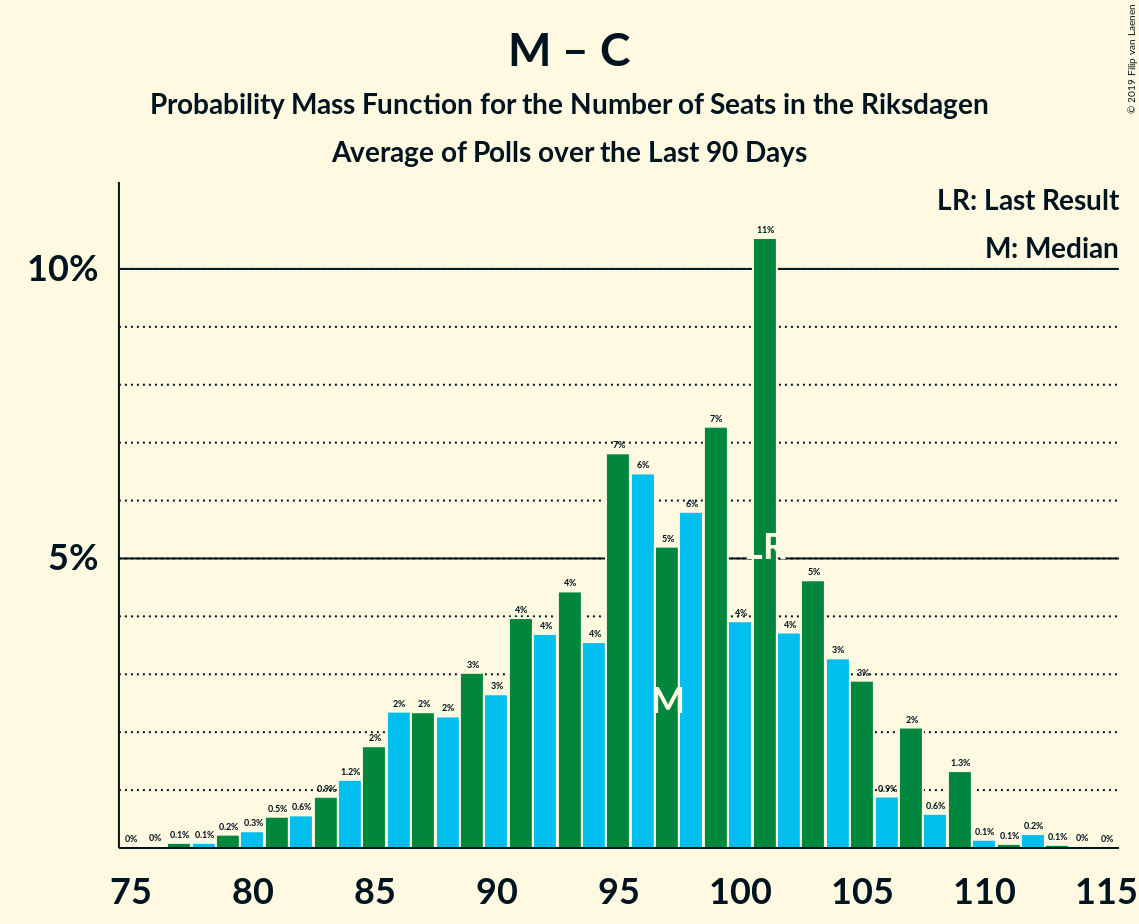 M – C
Probability Mass Function for the Number of Seats in the Riksdagen
Average of Polls over the Last 90 Days
© 2019 Filip van Laenen
LR: Last Result
M: Median
10%
5%
0% 0% 0.1% 0.1% 0.2% 0.3% 0.5% 0.6% 0.9% 1.2% 2% 2% 2% 2% 3% 3% 4% 4% 4% 4% 7% 6% 5% 6% 7% 4% 11% 4% 5% 3% 3% 0.9% 2% 0.6% 1.3% 0.1% 0.1% 0.2% 0.1% 0% 0%
LR
M
75 80 85 90 95 100 105 110 115